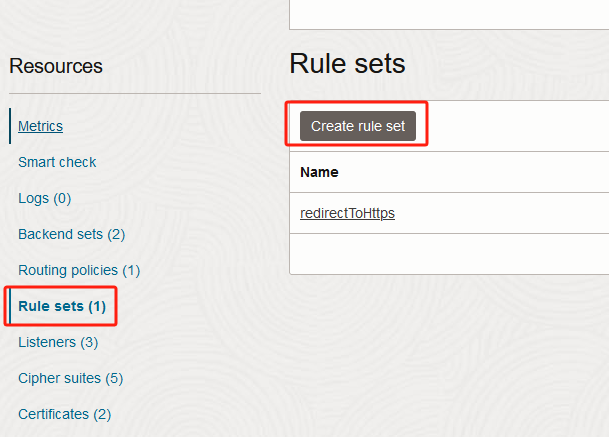 Resources
Metrics
Smart check
Logs (0)
Backend sets (2)
Routing policies (1)
Rule sets (1)
Listeners (3)
Cipher suites (5)
Certificates (2)
Rule sets
Create rule set
Name
redirectToHttps